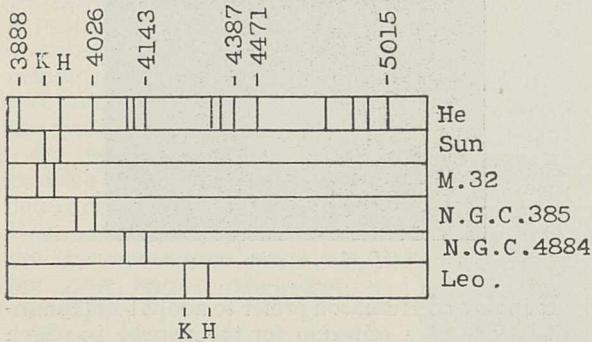 3888
K H
4026
4143
4387
4471
5015
He
Sun
M.32
N.G.C.385
N.G.C.4884
Leo.
K H